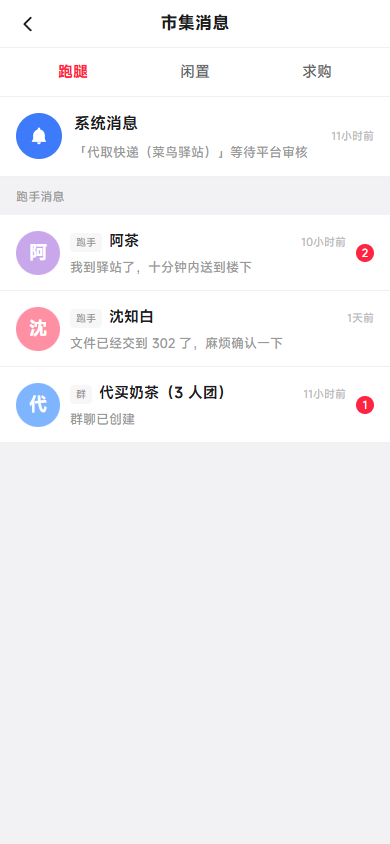 市集消息
跑腿
闲置
求购
系统消息
11小时前
「代取快递（菜鸟驿站）」等待平台审核
跑手消息
阿
跑手 阿茶
10小时前
我到驿站了，十分钟内送到楼下
2
沈
跑手 沈知白
1天前
文件已经交到 302 了，麻烦确认一下
代
群 代买奶茶（3 人团）
11小时前
群聊已创建
1